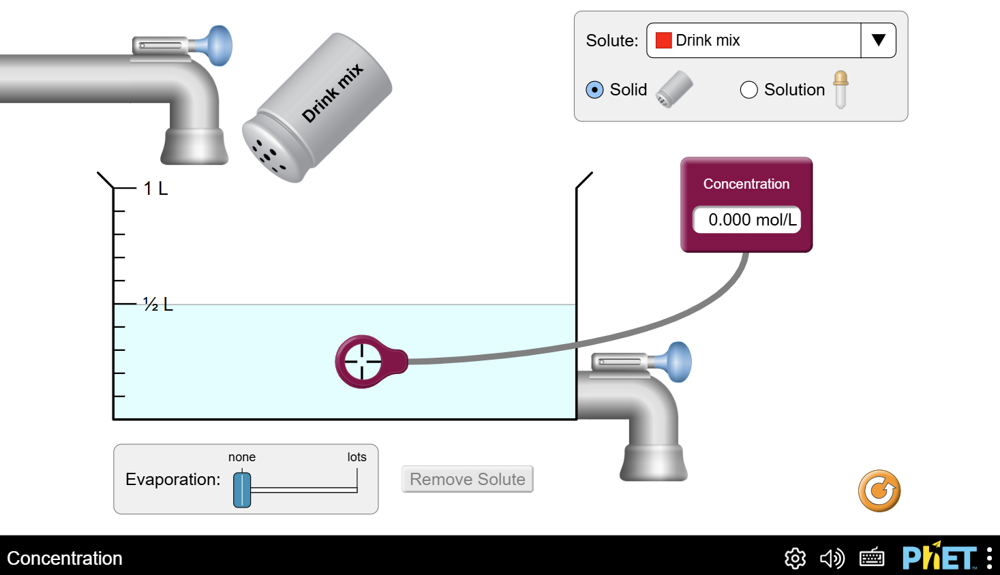 Drink mix
Solute:
Drink mix
Solid
Solution
1 L
½ L
Concentration
0.000 mol/L
none
lots
Evaporation:
Remove Solute
Concentration
PhET